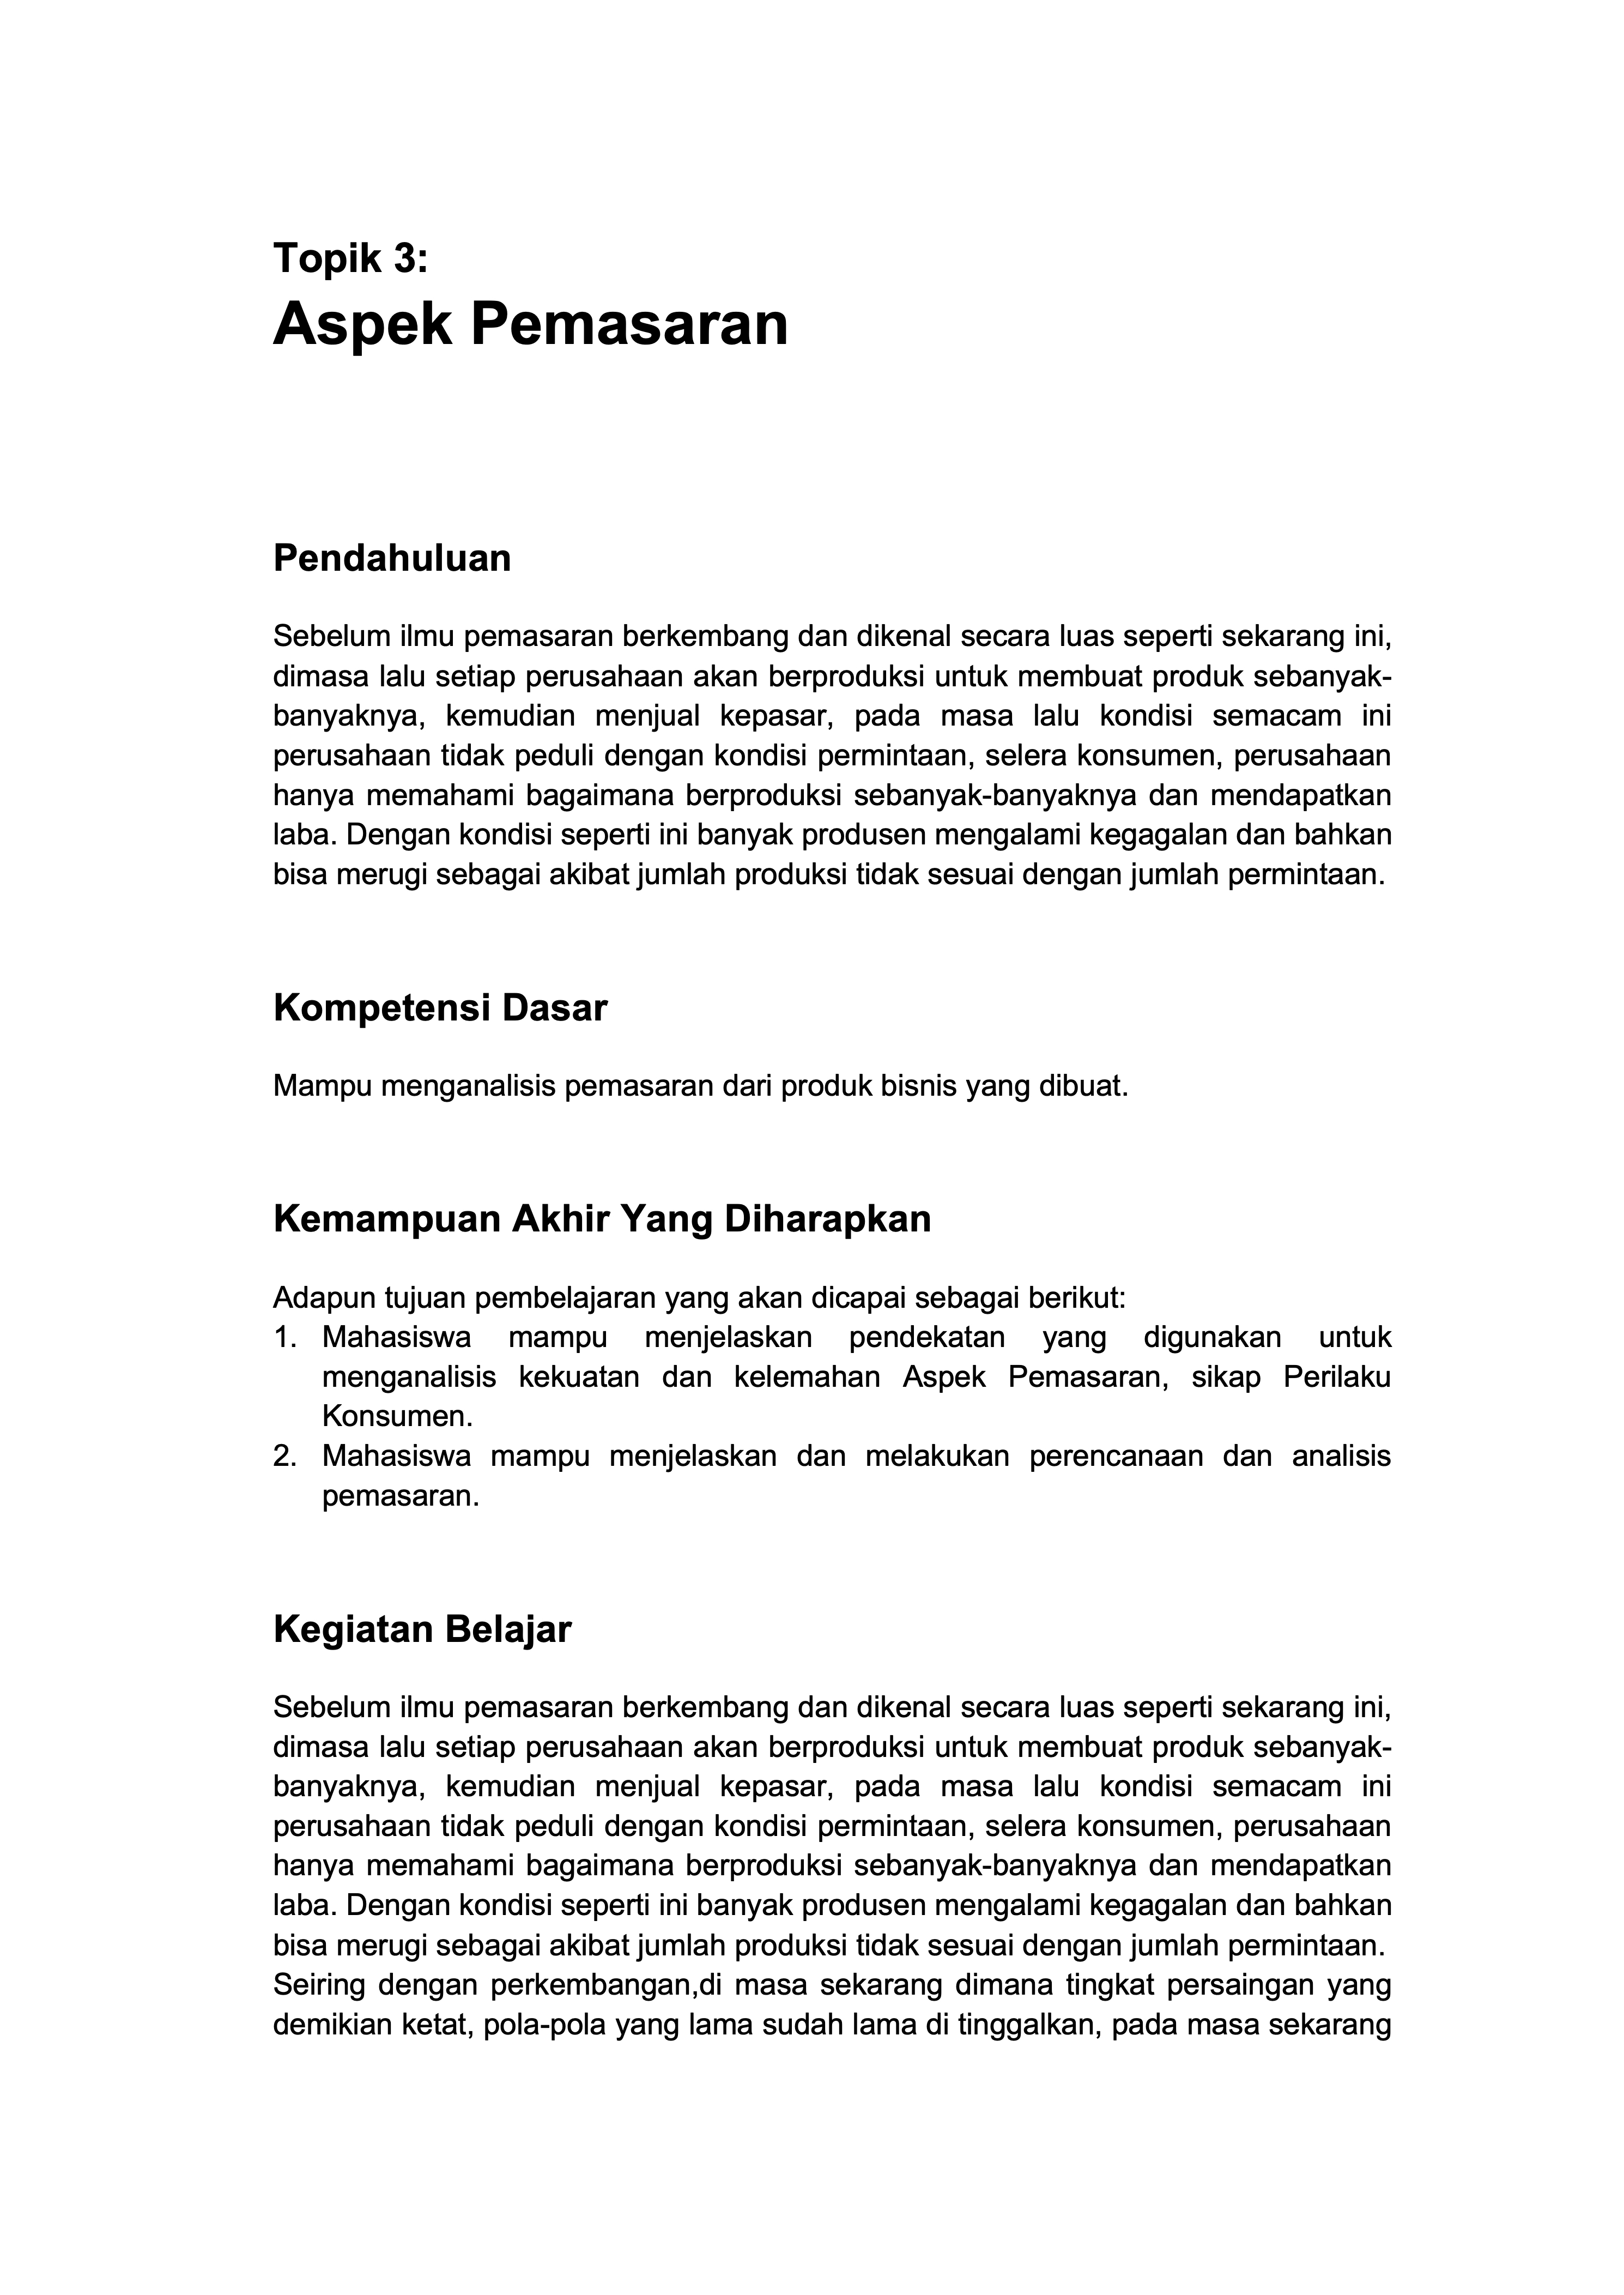 Topik 3:
Aspek Pemasaran
Pendahuluan
Sebelum ilmu pemasaran berkembang dan dikenal secara luas seperti sekarang ini,
dimasa lalu setiap perusahaan akan berproduksi untuk membuat produk sebanyak-
banyaknya, kemudian menjual kepasar, pada masa lalu kondisi semacam ini
perusahaan tidak peduli dengan kondisi permintaan, selera konsumen, perusahaan
hanya memahami bagaimana berproduksi sebanyak-banyaknya dan mendapatkan
laba. Dengan kondisi seperti ini banyak produsen mengalami kegagalan dan bahkan
bisa merugi sebagai akibat jumlah produksi tidak sesuai dengan jumlah permintaan.
Kompetensi Dasar
Mampu menganalisis pemasaran dari produk bisnis yang dibuat.
Kemampuan Akhir Yang Diharapkan
Adapun tujuan pembelajaran yang akan dicapai sebagai berikut:
1. Mahasiswa mampu menjelaskan pendekatan yang digunakan untuk
menganalisis kekuatan dan kelemahan Aspek Pemasaran, sikap Perilaku
Konsumen.
2. Mahasiswa mampu menjelaskan dan melakukan perencanaan dan analisis
pemasaran.
Kegiatan Belajar
Sebelum ilmu pemasaran berkembang dan dikenal secara luas seperti sekarang ini,
dimasa lalu setiap perusahaan akan berproduksi untuk membuat produk sebanyak-
banyaknya, kemudian menjual kepasar, pada masa lalu kondisi semacam ini
perusahaan tidak peduli dengan kondisi permintaan, selera konsumen, perusahaan
hanya memahami bagaimana berproduksi sebanyak-banyaknya dan mendapatkan
laba. Dengan kondisi seperti ini banyak produsen mengalami kegagalan dan bahkan
bisa merugi sebagai akibat jumlah produksi tidak sesuai dengan jumlah permintaan.
Seiring dengan perkembangan,di masa sekarang dimana tingkat persaingan yang
demikian ketat, pola-pola yang lama sudah lama di tinggalkan, pada masa sekarang